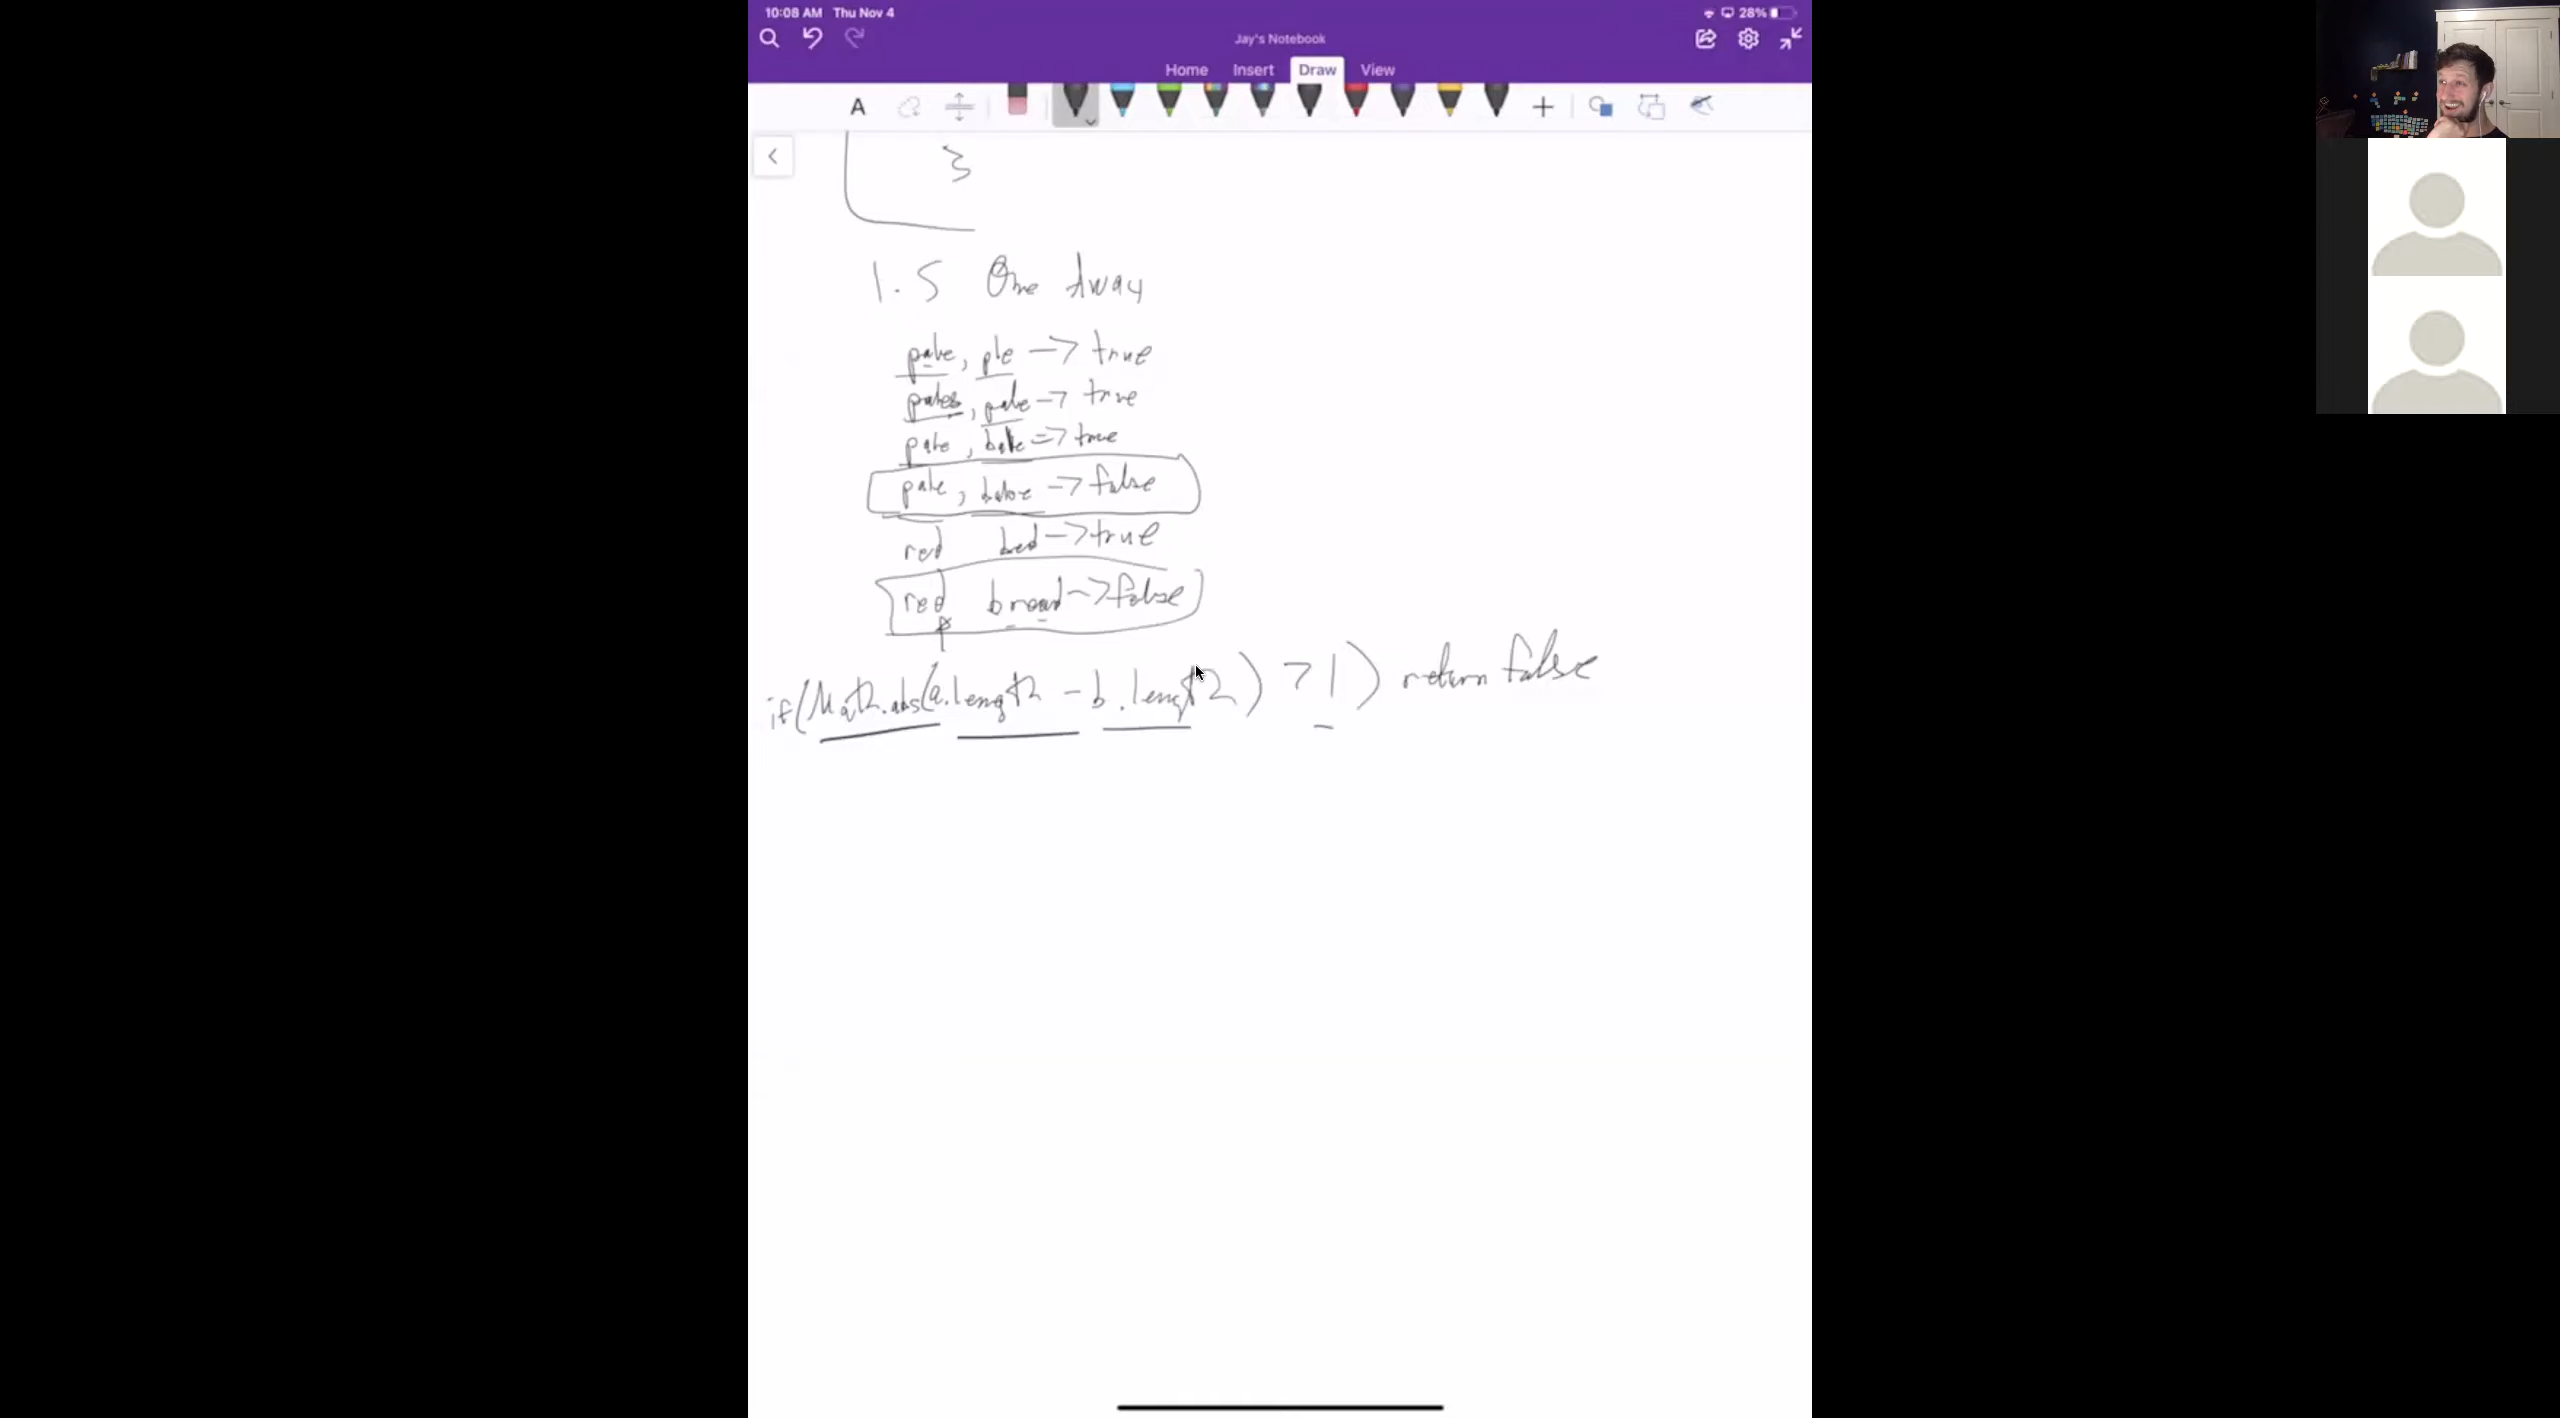 10:08 AM Thu Nov 4
28%
Jay's Notebook
Home Insert Draw View
A
}
1.5 One Away
pale, ple -> true
pales, pale -> true
pale, bale => true
pale, bake -> false
red bed -> true
red bread -> false
if(Math.abs(a.length - b.length) > 1) return false